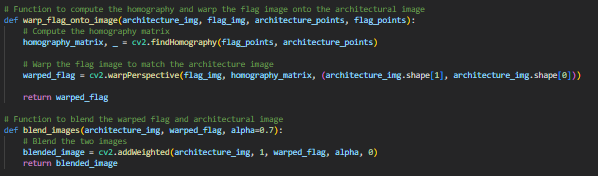 # Function to compute the homography and warp the flag image onto the architectural image
def warp_flag_onto_image(architecture_img, flag_img, architecture_points, flag_points):
    # Compute the homography matrix
    homography_matrix, _ = cv2.findHomography(flag_points, architecture_points)

    # Warp the flag image to match the architecture image
    warped_flag = cv2.warpPerspective(flag_img, homography_matrix, (architecture_img.shape[1], architecture_img.shape[0]))

    return warped_flag

# Function to blend the warped flag and architectural image
def blend_images(architecture_img, warped_flag, alpha=0.7):
    # Blend the two images
    blended_image = cv2.addWeighted(architecture_img, 1, warped_flag, alpha, 0)
    return blended_image